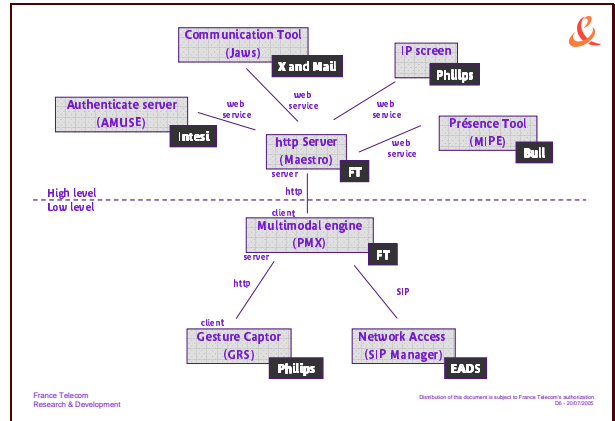 Communication Tool
(Jaws)
X and Mail
IP screen
Philips
Authenticate server
(AMUSE)
Intesi
web
service
web
service
web
service
web
service
Présence Tool
(MIPE)
Bull
http Server
(Maestro)
FT
server
http
High level
Low level
client
Multimodal engine
(PMX)
FT
server
http
SIP
client
Gesture Captor
(GRS)
Philips
Network Access
(SIP Manager)
EADS
France Telecom
Research & Development
Distribution of this document is subject to France Telecom's authorization
D6 - 20/07/2005